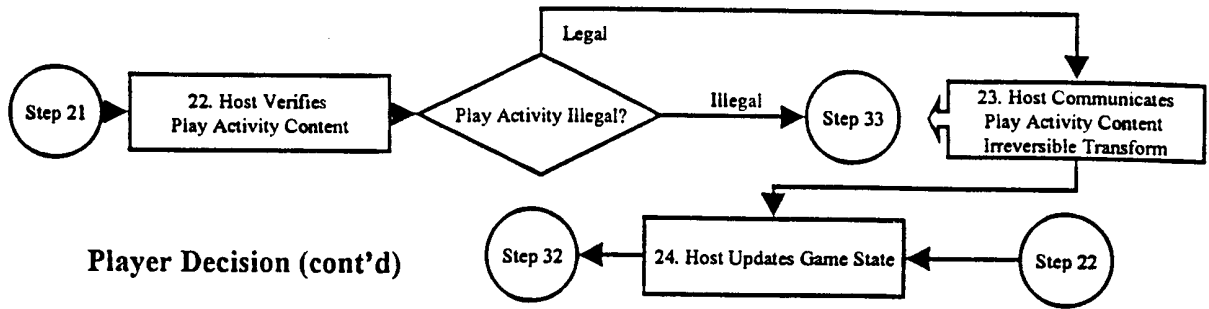 Legal
Step 21
22. Host Verifies
Play Activity Content
Play Activity Illegal?
Illegal
Step 33
23. Host Communicates
Play Activity Content
Irreversible Transform
Player Decision (cont'd)
Step 32
24. Host Updates Game State
Step 22